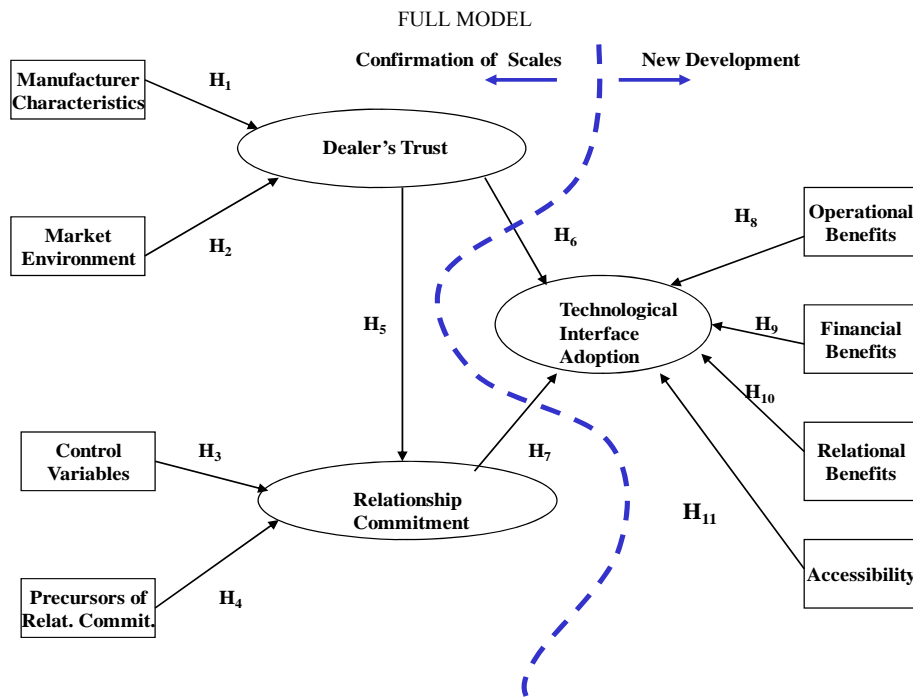 FULL MODEL
Confirmation of Scales
New Development
Manufacturer
Characteristics
H1
Dealer's Trust
Market
Environment
H2
H6
H8
Operational
Benefits
H5
Technological
Interface
Adoption
H9
Financial
Benefits
H10
Control
Variables
H3
H7
Relational
Benefits
Relationship
Commitment
H11
Accessibility
Precursors of
Relat. Commit.
H4